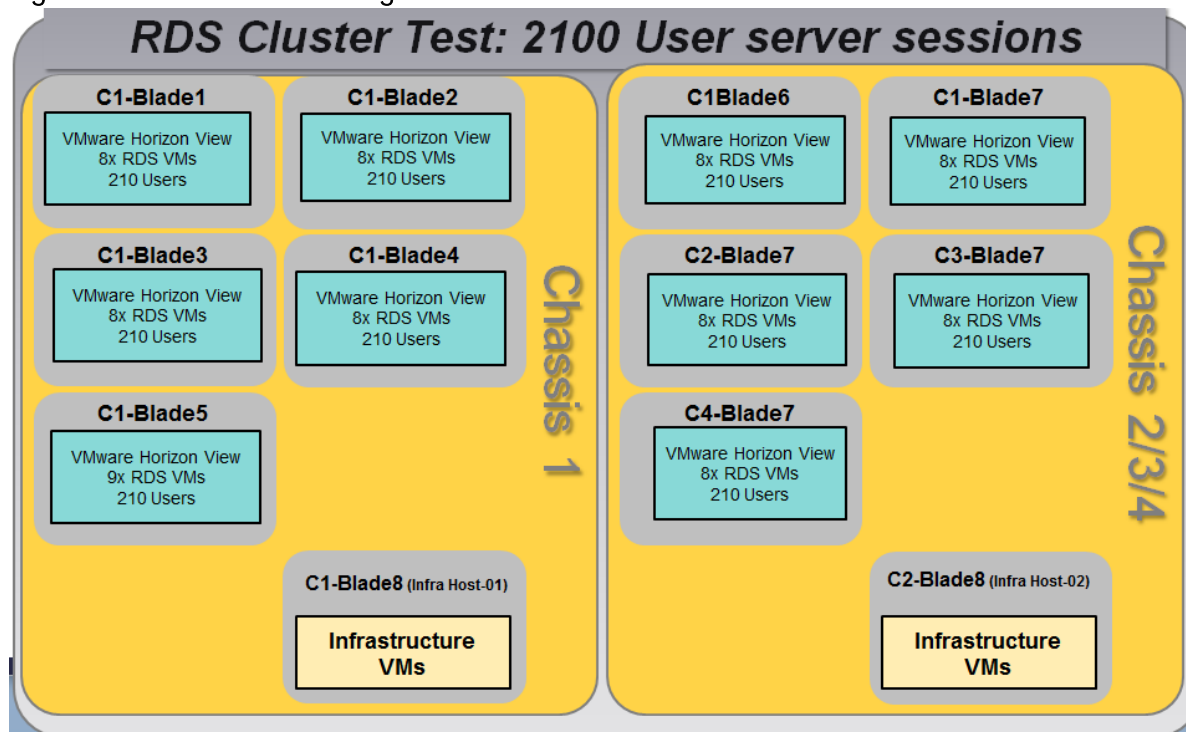 RDS Cluster Test: 2100 User server sessions
C1-Blade1
VMware Horizon View
8x RDS VMs
210 Users
C1-Blade2
VMware Horizon View
8x RDS VMs
210 Users
C1-Blade3
VMware Horizon View
8x RDS VMs
210 Users
C1-Blade4
VMware Horizon View
8x RDS VMs
210 Users
C1-Blade5
VMware Horizon View
9x RDS VMs
210 Users
C1-Blade8 (Infra Host-01)
Infrastructure
VMs
Chassis 1
C1Blade6
VMware Horizon View
8x RDS VMs
210 Users
C1-Blade7
VMware Horizon View
8x RDS VMs
210 Users
C2-Blade7
VMware Horizon View
8x RDS VMs
210 Users
C3-Blade7
VMware Horizon View
8x RDS VMs
210 Users
C4-Blade7
VMware Horizon View
8x RDS VMs
210 Users
C2-Blade8 (Infra Host-02)
Infrastructure
VMs
Chassis 2/3/4